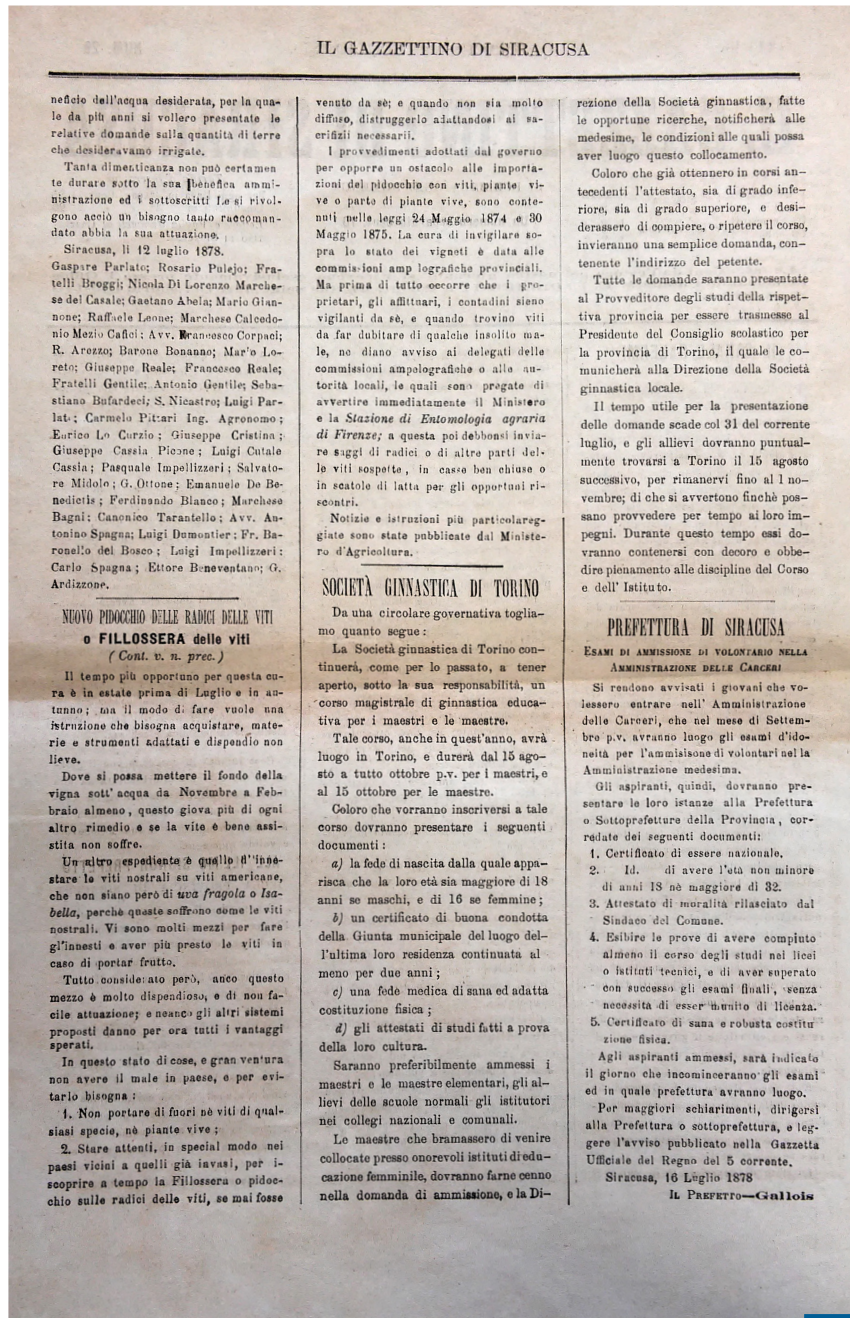 IL GAZZETTINO DI SIRACUSA
neficio dell'acqua desiderata, per la qua-
le da più anni si vollero presentate le
relative domande sulla quantità di terre
che desideravamo irrigate.
Tanta dimenticanza non può certamen
te durare sotto la sua benefica ammi-
nistrazione ed i sottoscritti Le si rivol-
gono acciò un bisogno tanto raccoman-
dato abbia la sua attuazione.
Siracusa, li 12 luglio 1878.
Gaspare Parlato; Rosario Pulejo; Fra-
telli Broggi; Nicola Di Lorenzo Marche-
se del Casale; Gaetano Abela; Mario Gian-
none; Raffaele Leone; Marchese Calcedo-
nio Mezio Cafici; Avv. Francesco Corpaci;
R. Arezzo; Barone Bonanno; Mar'o Lo-
reto; Giuseppe Reale; Francesco Reale;
Fratelli Gentile; Antonio Gentile; Seba-
stiano Bufardeci; S. Nicastro; Luigi Par-
lat; Carmelo Pittari Ing. Agronomo;
Enrico Lo Curzio; Giuseppe Cristina;
Giuseppe Cassia Picone; Luigi Cutale
Cassia; Pasquale Impellizzeri; Salvato-
re Midolo; G. Ottone; Emanuele De Be-
nedictis; Ferdinando Blanco; Marchese
Bagni; Canonico Tarantello; Avv. An-
tonino Spagna; Luigi Dumontier; Fr. Ba-
ronello del Bosco; Luigi Impellizzeri:
Carlo Spagna; Ettore Beneventano; G.
Ardizzone.
NUOVO PIDOCCHIO DELLE RADICI DELLE VITI
o FILLOSSERA delle viti
(Cont. v. n. prec.)
Il tempo più opportuno per questa cu-
ra è in estate prima di Luglio e in au-
tunno; ma il modo di fare vuole una
istruzione che bisogna acquistare, mate-
rie e strumenti adattati e dispendio non
lieve.
Dove si possa mettere il fondo della
vigna sott' acqua da Novembre a Feb-
braio almeno, questo giova più di ogni
altro rimedio e se la vite è bene assi-
stita non soffre.
Un altro espediente è quello d'inne-
stare le viti nostrali su viti americane,
che non siano però di uva fragola o Isa-
bella, perchè queste soffrono come le viti
nostrali. Vi sono molti mezzi per fare
gl'innesti e aver più presto le viti in
caso di portar frutto.
Tutto considerato però, anco questo
mezzo è molto dispendioso, e di non fa-
cile attuazione; e neanco gli altri sistemi
proposti danno per ora tutti i vantaggi
sperati.
In questo stato di cose, e gran ventura
non avere il male in paese, e per evi-
tarlo bisogna:
1. Non portare di fuori nè viti di qual-
siasi specie, nè piante vive;
2. Stare attenti, in special modo nei
paesi vicini a quelli già invasi, per i-
scoprire a tempo la Fillossera o pidoc-
chio sulle radici delle viti, se mai fosse
venuto da sè; e quando non sia molto
diffuso, distruggerlo adattandosi ai sa-
crifizii necessarii.
I provvedimenti adottati dal governo
per opporre un ostacolo alle importa-
zioni del pidocchio con viti, piante vi-
ve o parto di piante vive, sono conte-
nuti nelle leggi 24 Maggio 1874 e 30
Maggio 1875. La cura di invigilare so-
pra lo stato dei vigneti è data alle
commissioni amp lografiche provinciali.
Ma prima di tutto occorre che i pro-
prietari, gli affittuari, i contadini sieno
vigilanti da sè, e quando trovino viti
da far dubitare di qualche insolito ma-
le, ne diano avviso ai delegati delle
commissioni ampelografiche o alle au-
torità locali, le quali sono pregate di
avvertire immediatamente il Ministero
e la Stazione di Entomologia agraria
di Firenze; a questa poi debbonsi invia-
re saggi di radici o di altre parti del-
le viti sospette, in casse ben chiuse o
in scatole di latta per gli opportuni ri-
scontri.
Notizie e istruzioni più particolareg-
giate sono state pubblicate dal Ministe-
ro d'Agricoltura.
SOCIETÀ GINNASTICA DI TORINO
Da una circolare governativa toglia-
mo quanto segue:
La Società ginnastica di Torino con-
tinuerà, come per lo passato, a tener
aperto, sotto la sua responsabilità, un
corso magistrale di ginnastica educa-
tiva per i maestri e le maestre.
Tale corso, anche in quest'anno, avrà
luogo in Torino, e durerà dal 15 ago-
sto a tutto ottobre p.v. per i maestri, e
al 15 ottobre per le maestre.
Coloro che vorranno inscriversi a tale
corso dovranno presentare i seguenti
documenti:
a) la fede di nascita dalla quale appa-
risca che la loro età sia maggiore di 18
anni se maschi, e di 16 se femmine;
b) un certificato di buona condotta
della Giunta municipale del luogo del-
l'ultima loro residenza continuata al
meno per due anni;
c) una fede medica di sana ed adatta
costituzione fisica;
d) gli attestati di studi fatti a prova
della loro cultura.
Saranno preferibilmente ammessi i
maestri e le maestre elementari, gli al-
lievi delle scuole normali gli istitutori
nei collegi nazionali e comunali.
Le maestre che bramassero di venire
collocate presso onorevoli istituti di edu-
cazione femminile, dovranno farne cenno
nella domanda di ammissione, e la Di-
rezione della Società ginnastica, fatte
le opportune ricerche, notificherà alle
medesime, le condizioni alle quali possa
aver luogo questo collocamento.
Coloro che già ottennero in corsi an-
tecedenti l'attestato, sia di grado infe-
riore, sia di grado superiore, e desi-
derassero di compiere, o ripetere il corso,
invieranno una semplice domanda, con-
tenente l'indirizzo del petente.
Tutte le domande saranno presentate
al Provveditore degli studi della rispet-
tiva provincia per essere trasmesse al
Presidente del Consiglio scolastico per
la provincia di Torino, il quale le co-
municherà alla Direzione della Società
ginnastica locale.
Il tempo utile per la presentazione
delle domande scade col 31 del corrente
luglio, e gli allievi dovranno puntual-
mente trovarsi a Torino il 15 agosto
successivo, per rimanervi fino al 1 no-
vembre; di che si avvertono finchè pos-
sano provvedere per tempo ai loro im-
pegni. Durante questo tempo essi do-
vranno contenersi con decoro e obbe-
dire pienamente alle discipline del Corso
e dell' Istituto.
PREFETTURA DI SIRACUSA
ESAMI DI AMMISSIONE DI VOLONTARIO NELLA
AMMINISTRAZIONE DELLE CARCERI
Si rendono avvisati i giovani che vo-
lessero entrare nell' Amministrazione
delle Carceri, che nel mese di Settem-
bre p.v. avranno luogo gli esami d'ido-
neità per l'ammisisone di volontari nella
Amministrazione medesima.
Gli aspiranti, quindi, dovranno pre-
sentare le loro istanze alla Prefettura
o Sottoprefetture della Provincia, cor-
redate dei seguenti documenti:
1. Certificato di essere nazionale.
2. Id. di avere l'età non minore
di anni 18 nè maggiore di 32.
3. Attestato di moralità rilasciato dal
Sindaco del Comune.
4. Esibire le prove di avere compiuto
almeno il corso degli studi nei licei
o istituti tecnici, e di aver superato
con successo gli esami finali, senza
necessità di esser munito di licenza.
5. Certificato di sana e robusta costitu
zione fisica.
Agli aspiranti ammessi, sarà indicato
il giorno che incominceranno gli esami
ed in quale prefettura avranno luogo.
Per maggiori schiarimenti, dirigersi
alla Prefettura o sottoprefettura, e leg-
gere l'avviso pubblicato nella Gazzetta
Ufficiale del Regno del 5 corrente.
Siracusa, 16 Luglio 1878
IL PREFETTO—Gallois